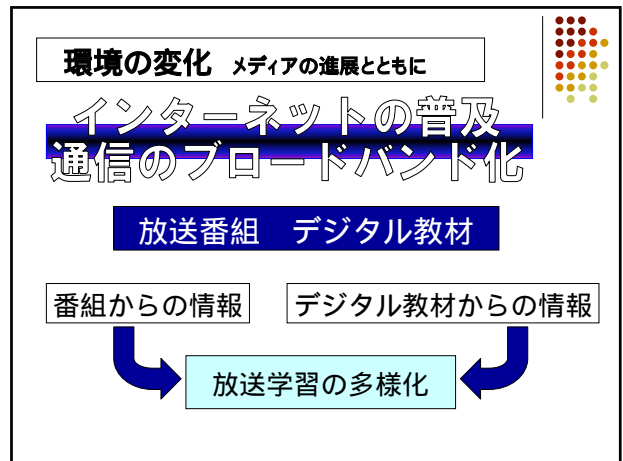 環境の変化 メディアの進展とともに
インターネットの普及
通信のブロードバンド化
放送番組 デジタル教材
番組からの情報 デジタル教材からの情報
放送学習の多様化